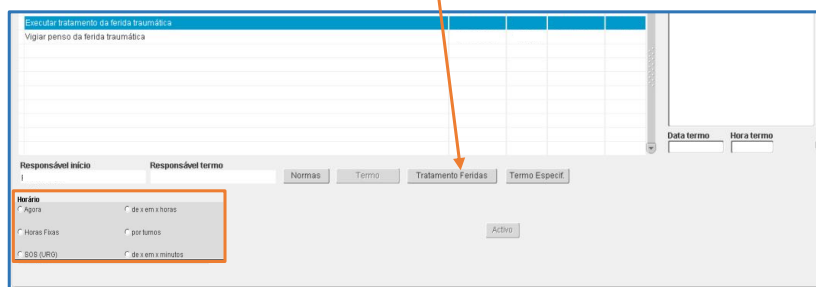 Executar tratamento da ferida traumática
Vigiar penso da ferida traumática
Data termo Hora termo
Responsável início Responsável termo
Normas Termo Tratamento Feridas Termo Específ.
Horário
Agora de x em x horas
Horas Fixas por turnos
Activo
SOS (URG) de x em x minutos